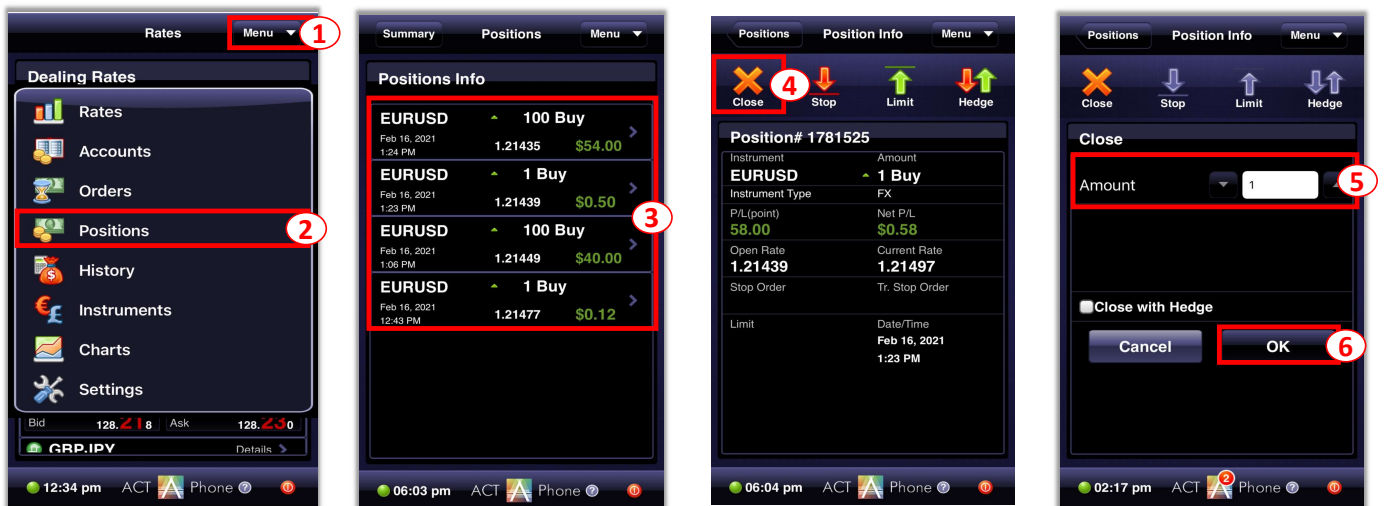 Rates Menu 1
Dealing Rates
Rates
Accounts
Orders
Positions 2
History
Instruments
Charts
Settings
Bid 128.218 Ask 128.230
GBPJPY Details
12:34 pm ACT Phone
Summary Positions Menu
Positions Info
EURUSD 100 Buy
Feb 16, 2021
1:24 PM 1.21435 $54.00
EURUSD 1 Buy
Feb 16, 2021
1:23 PM 1.21439 $0.50
3
EURUSD 100 Buy
Feb 16, 2021
1:06 PM 1.21449 $40.00
EURUSD 1 Buy
Feb 16, 2021
12:43 PM 1.21477 $0.12
06:03 pm ACT Phone ?
Positions Position Info Menu
4
Close Stop Limit Hedge
Position# 1781525
Instrument Amount
EURUSD 1 Buy
Instrument Type FX
P/L(point) Net P/L
58.00 $0.58
Open Rate Current Rate
1.21439 1.21497
Stop Order Tr. Stop Order
Limit Date/Time
Feb 16, 2021
1:23 PM
06:04 pm ACT Phone ?
Positions Position Info Menu
Close Stop Limit Hedge
Close
Amount 1 5
Close with Hedge
Cancel OK 6
02:17 pm ACT 2 Phone ?